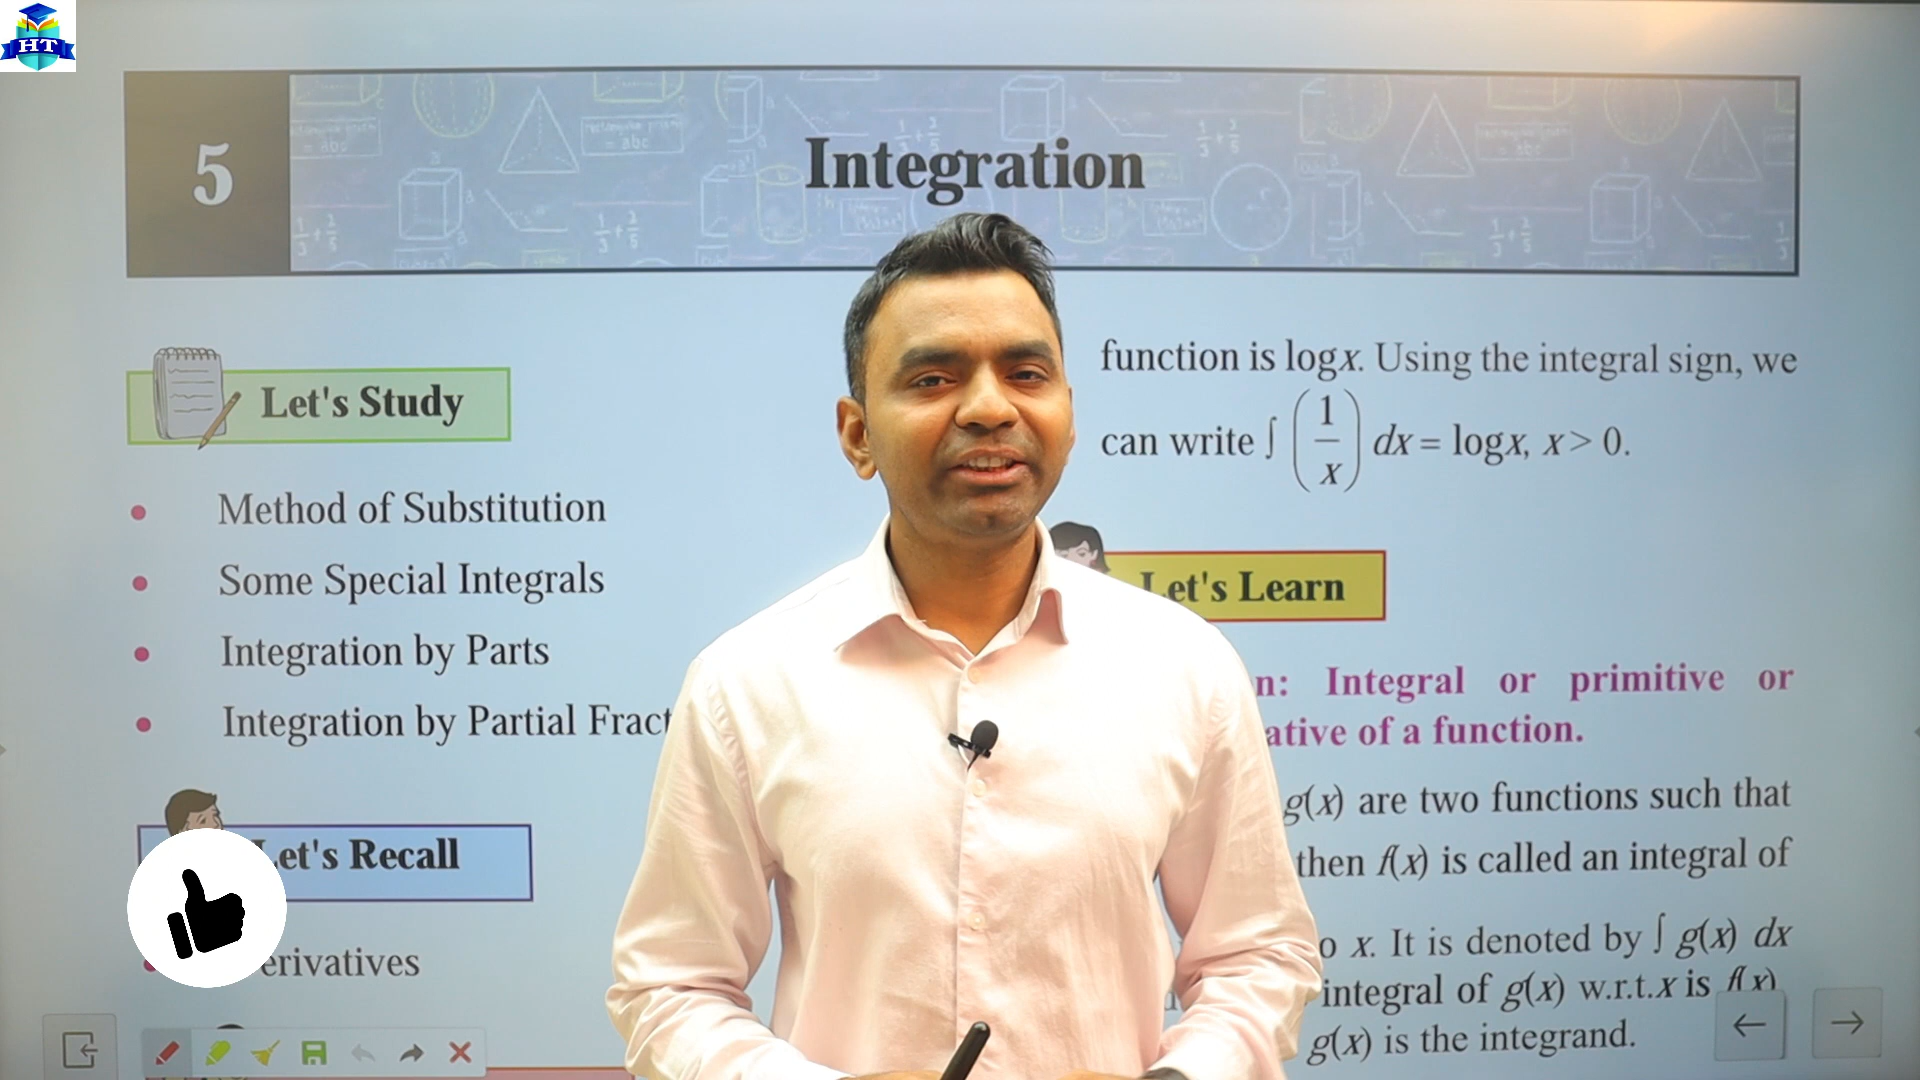 HT
5
Integration
Let's Study
Method of Substitution
Some Special Integrals
Integration by Parts
Integration by Partial Fract
Let's Recall
erivatives
function is log x. Using the integral sign, we
can write ∫ (1/x) dx = log x, x > 0.
Let's Learn
n: Integral or primitive or
ative of a function.
g(x) are two functions such that
then f(x) is called an integral of
o x. It is denoted by ∫ g(x) dx
integral of g(x) w.r.t.x is f(x)
g(x) is the integrand.